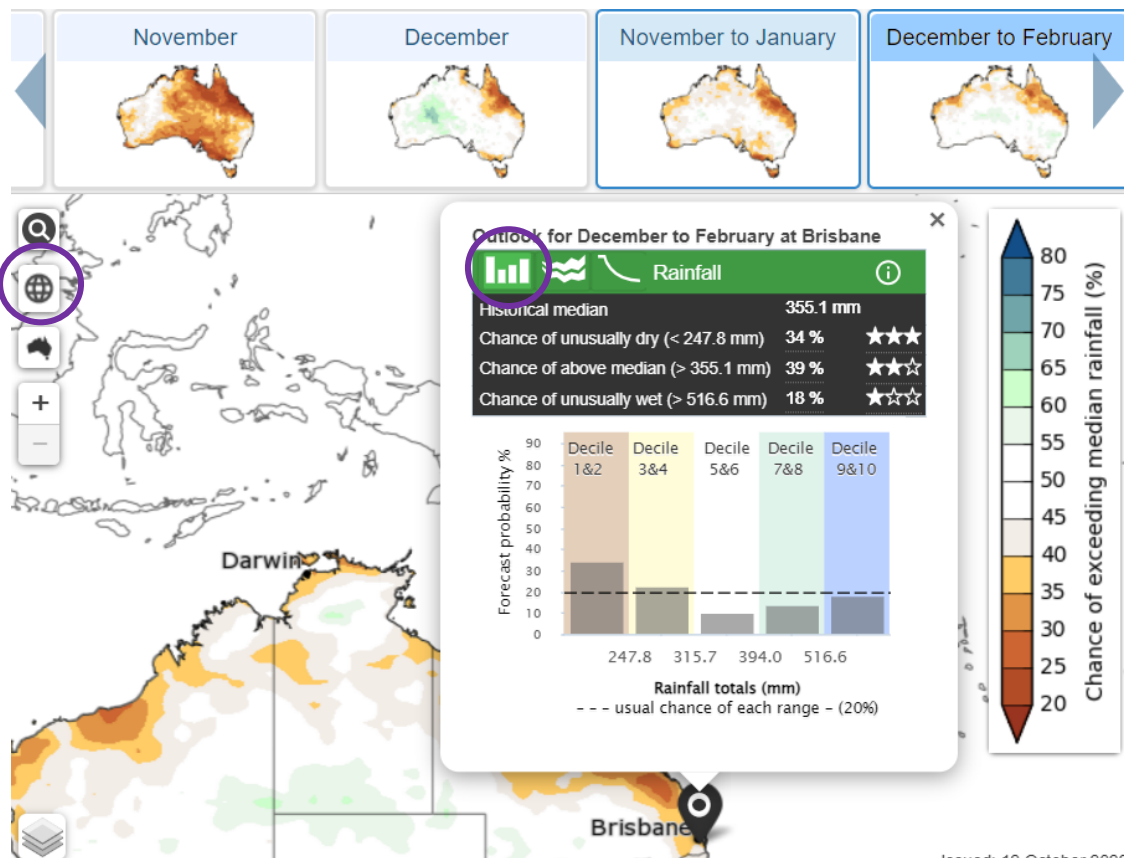 November
December
November to January
December to February
Outlook for December to February at Brisbane
Rainfall
Historical median 355.1 mm
Chance of unusually dry (< 247.8 mm) 34 %
Chance of above median (> 355.1 mm) 39 %
Chance of unusually wet (> 516.6 mm) 18 %
Forecast probability %
90
80
70
60
50
40
30
20
10
0
Decile 1&2
Decile 3&4
Decile 5&6
Decile 7&8
Decile 9&10
247.8 315.7 394.0 516.6
Rainfall totals (mm)
--- usual chance of each range – (20%)
80
75
70
65
60
55
50
45
40
35
30
25
20
Chance of exceeding median rainfall (%)
+
−
Darwin
Brisbane